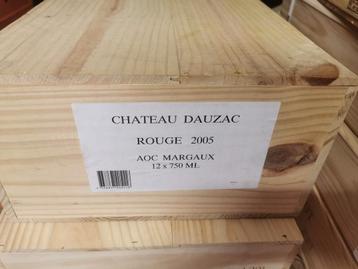 CHATEAU DAUZAC
ROUGE 2005
AOC MARGAUX
12 x 750 ML